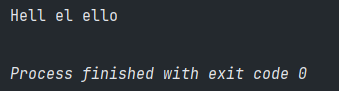 Hell el ello
Process finished with exit code 0